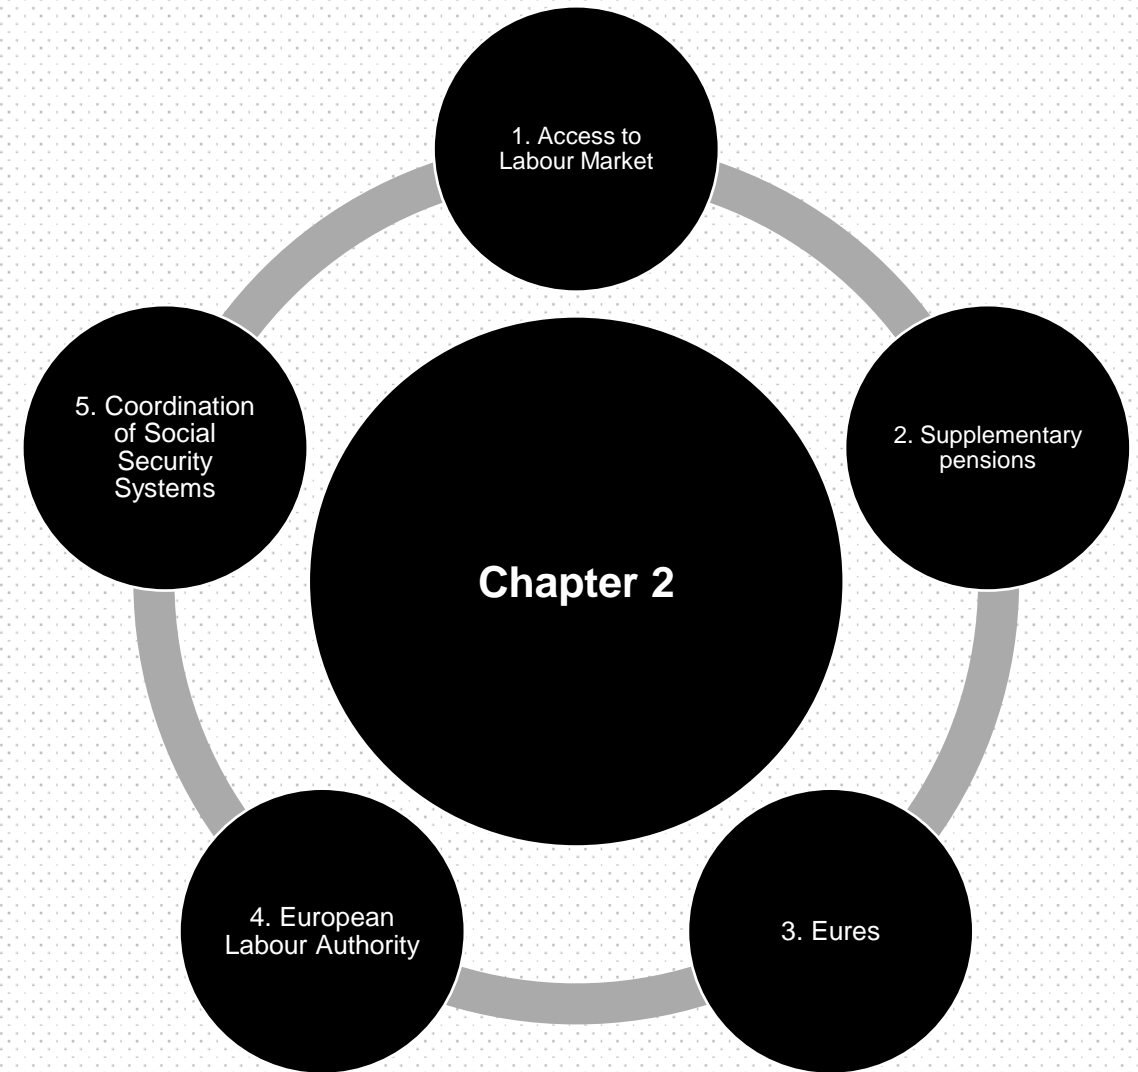 1. Access to
Labour Market
2. Supplementary
pensions
3. Eures
4. European
Labour Authority
5. Coordination
of Social
Security
Systems
Chapter 2